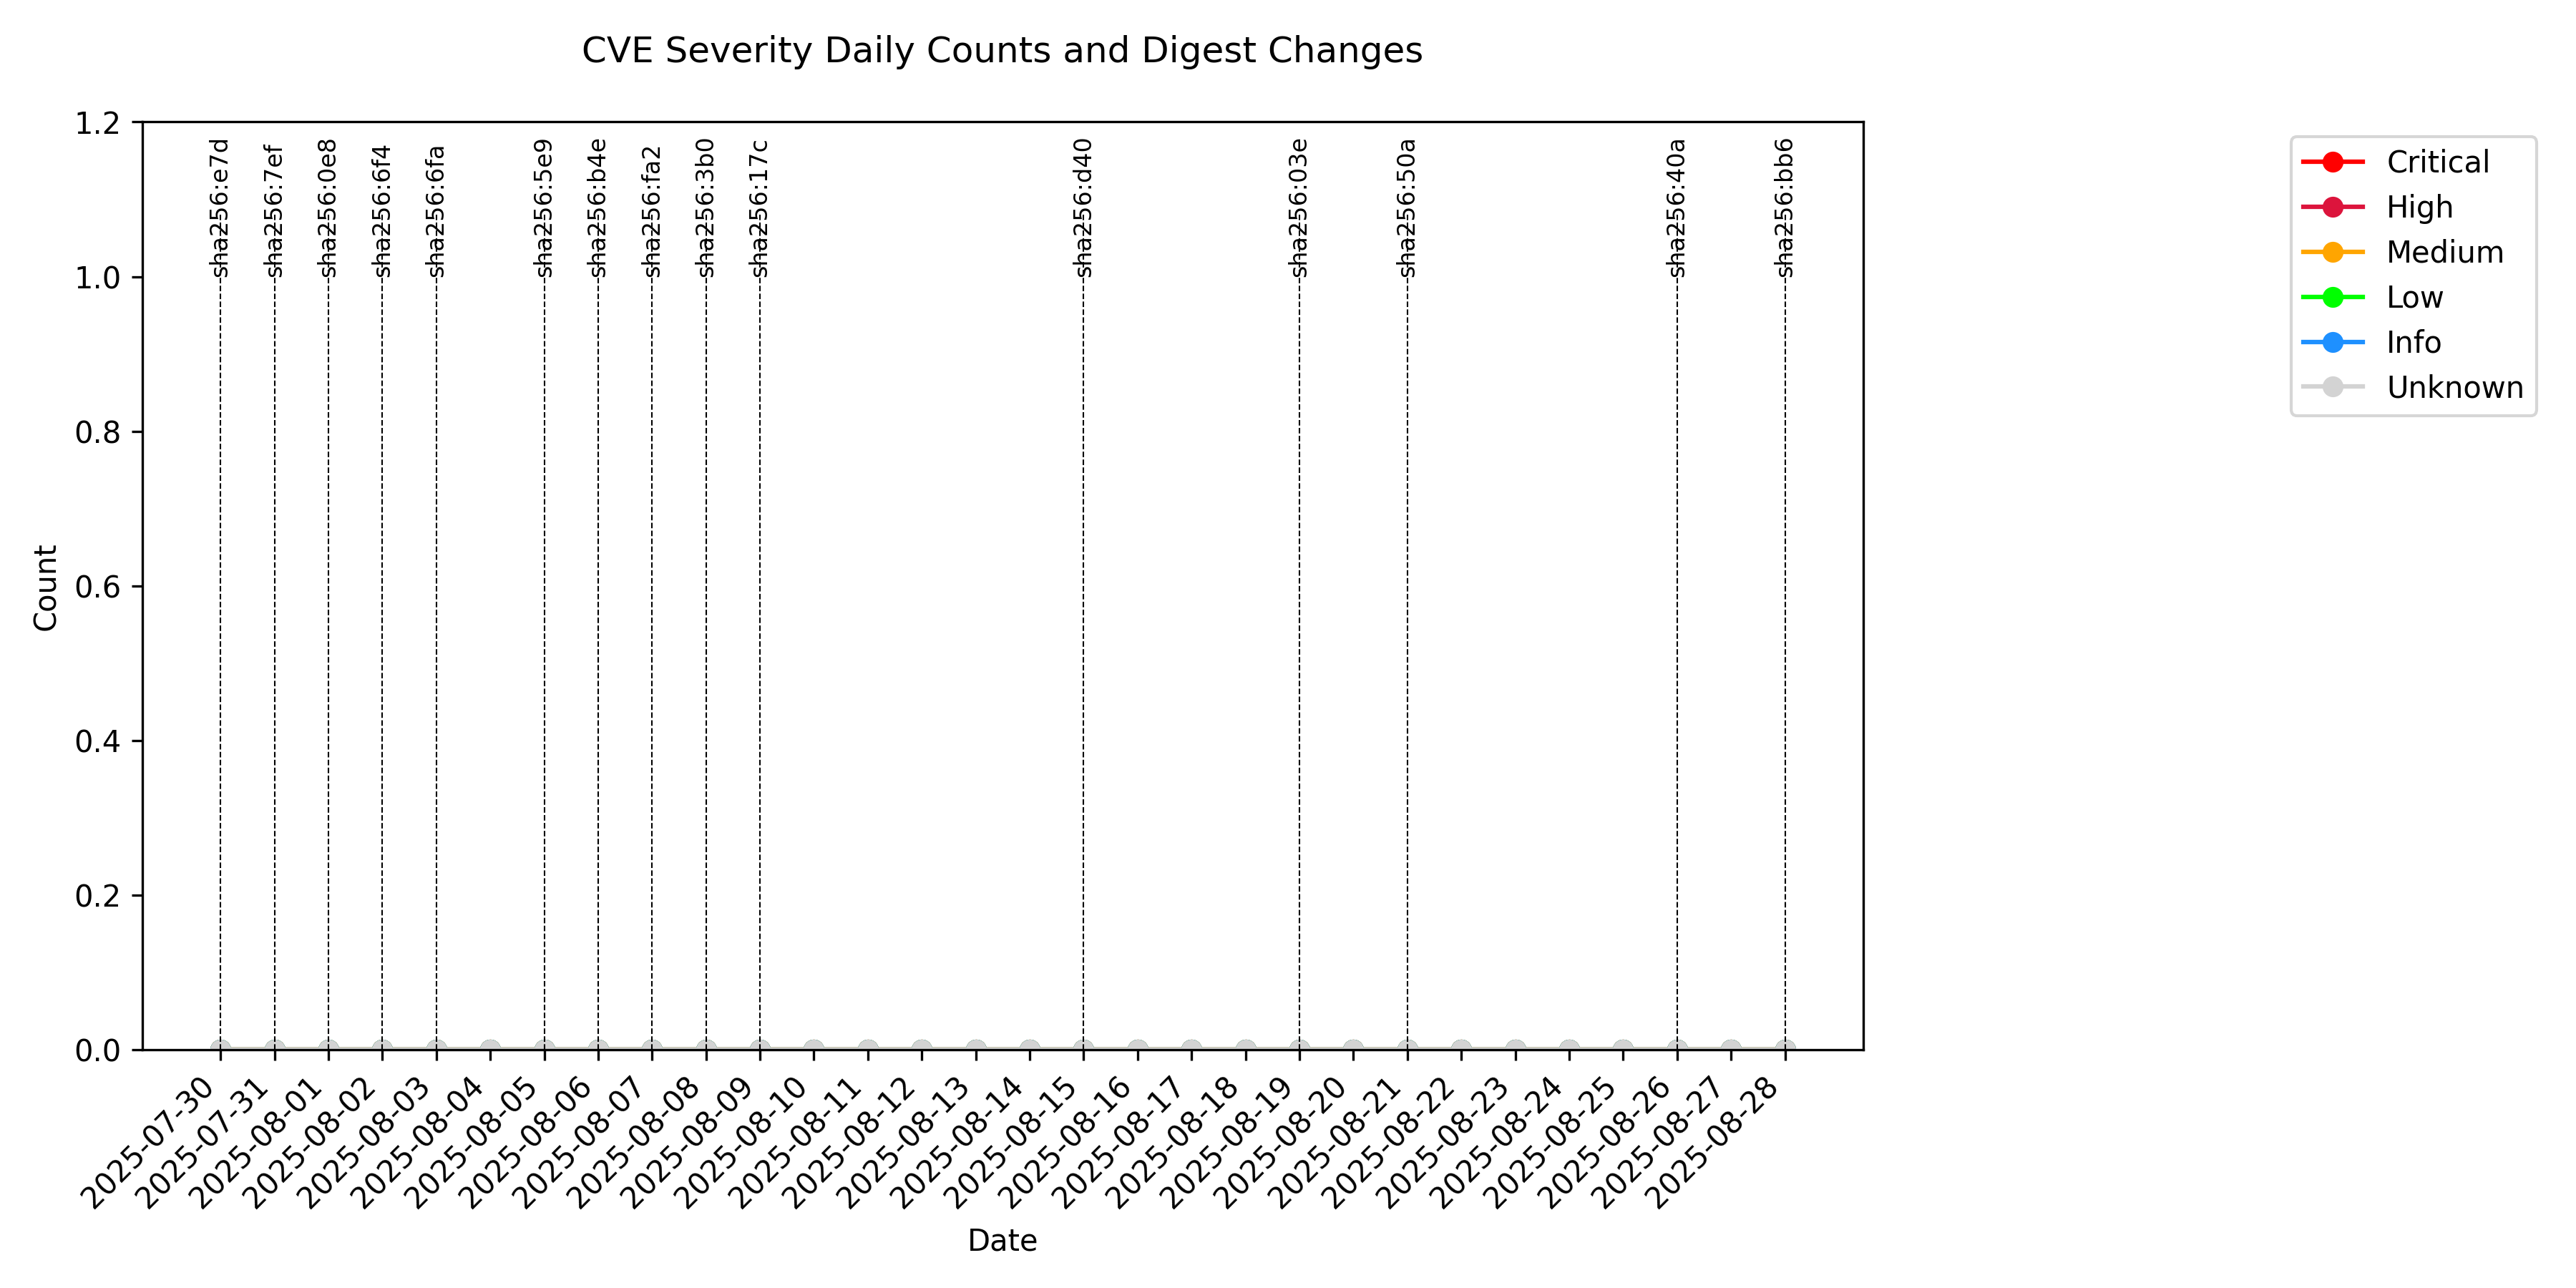 CVE Severity Daily Counts and Digest Changes
1.2
1.0
0.8
0.6
0.4
0.2
0.0
Count
sha256:e7d
sha256:7ef
sha256:0e8
sha256:6f4
sha256:6fa
sha256:5e9
sha256:b4e
sha256:fa2
sha256:3b0
sha256:17c
sha256:d40
sha256:03e
sha256:50a
sha256:40a
sha256:bb6
2025-07-30
2025-07-31
2025-08-01
2025-08-02
2025-08-03
2025-08-04
2025-08-05
2025-08-06
2025-08-07
2025-08-08
2025-08-09
2025-08-10
2025-08-11
2025-08-12
2025-08-13
2025-08-14
2025-08-15
2025-08-16
2025-08-17
2025-08-18
2025-08-19
2025-08-20
2025-08-21
2025-08-22
2025-08-23
2025-08-24
2025-08-25
2025-08-26
2025-08-27
2025-08-28
Date
Critical
High
Medium
Low
Info
Unknown